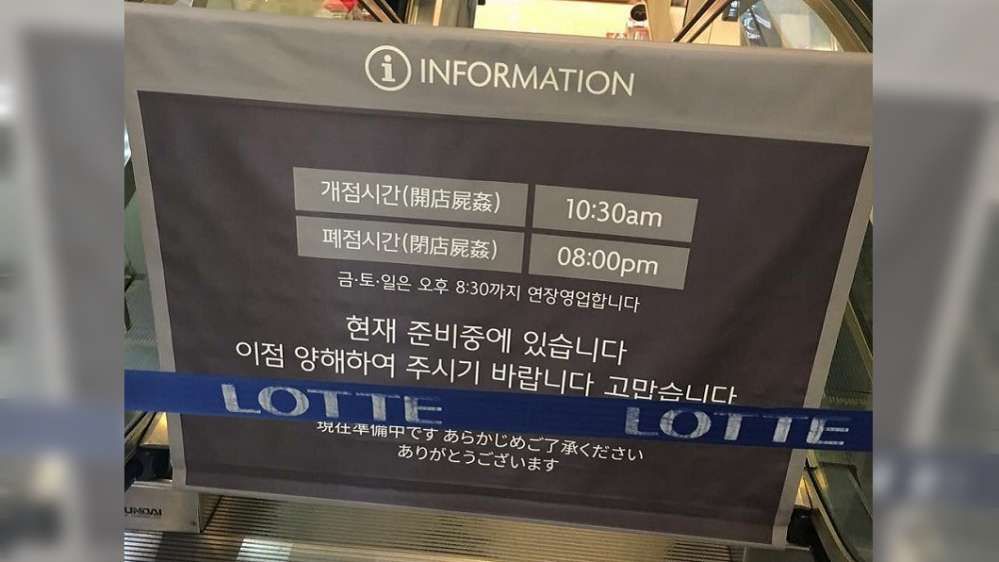 i INFORMATION
개점시간(開店屍姦) 10:30am
폐점시간(閉店屍姦) 08:00pm
금·토·일은 오후 8:30까지 연장영업합니다
현재 준비중에 있습니다
이점 양해하여 주시기 바랍니다 고맙습니다
LOTTE LOTTE
現在準備中です あらかじめご了承ください
ありがとうございます